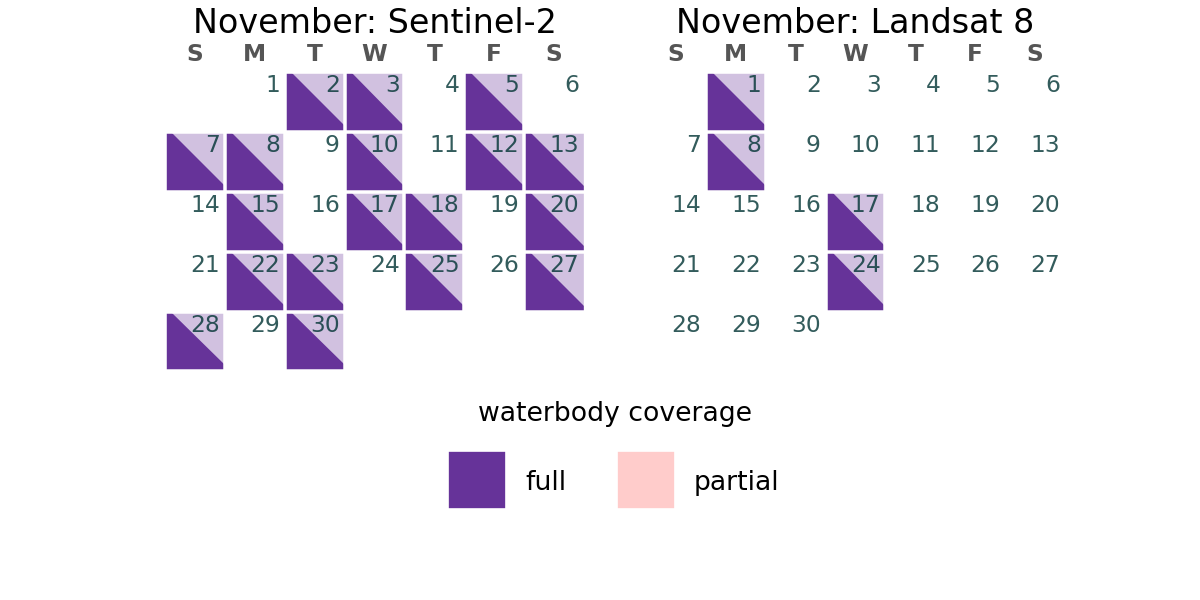 November: Sentinel-2
S M T W T F S
1 2 3 4 5 6
7 8 9 10 11 12 13
14 15 16 17 18 19 20
21 22 23 24 25 26 27
28 29 30
November: Landsat 8
S M T W T F S
1 2 3 4 5 6
7 8 9 10 11 12 13
14 15 16 17 18 19 20
21 22 23 24 25 26 27
28 29 30
waterbody coverage
full partial